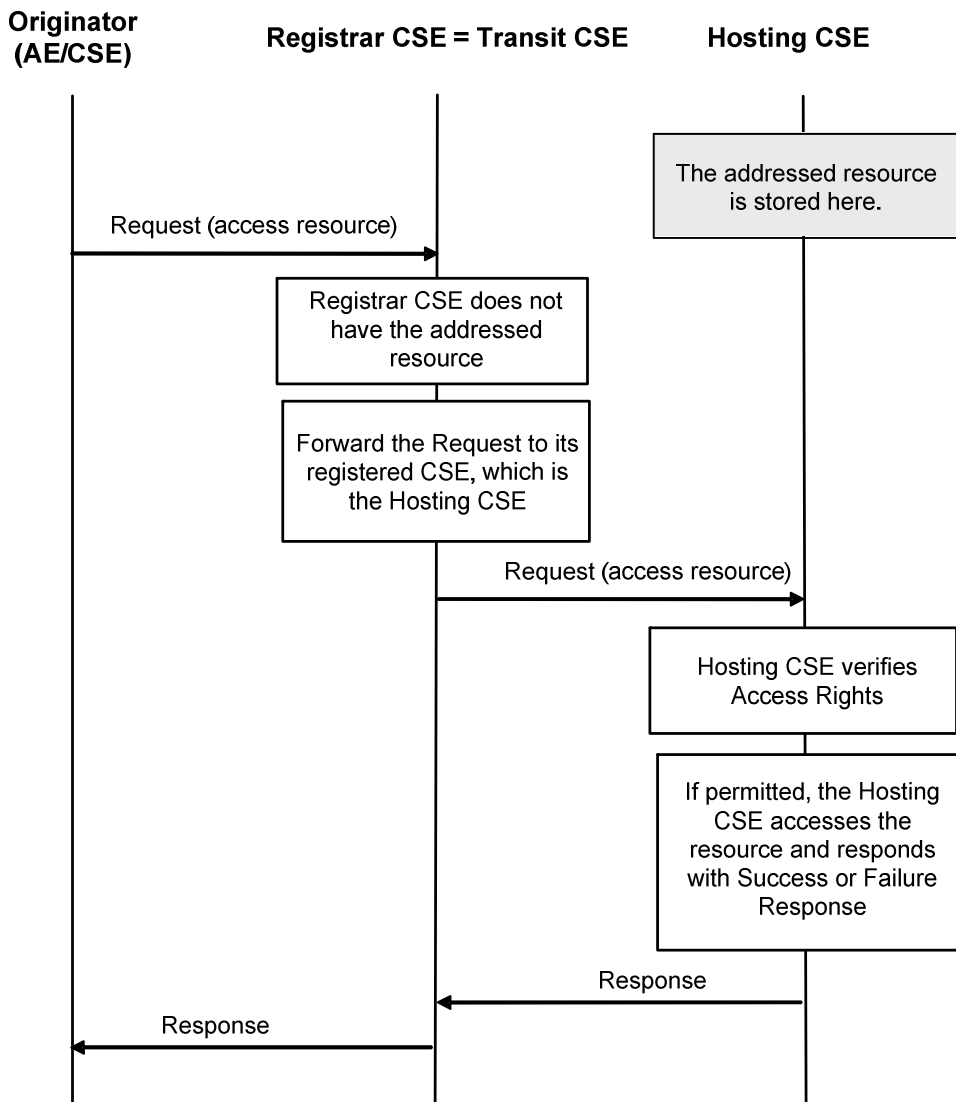 Originator
(AE/CSE)
Registrar CSE = Transit CSE
Hosting CSE
The addressed resource
is stored here.
Request (access resource)
Registrar CSE does not
have the addressed
resource
Forward the Request to its
registered CSE, which is
the Hosting CSE
Request (access resource)
Hosting CSE verifies
Access Rights
If permitted, the Hosting
CSE accesses the
resource and responds
with Success or Failure
Response
Response
Response